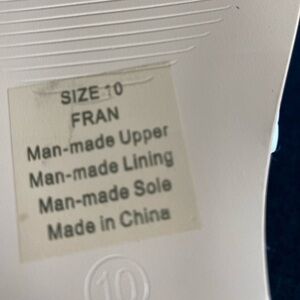 SIZE 10
FRAN
Man-made Upper
Man-made Lining
Man-made Sole
Made in China
10